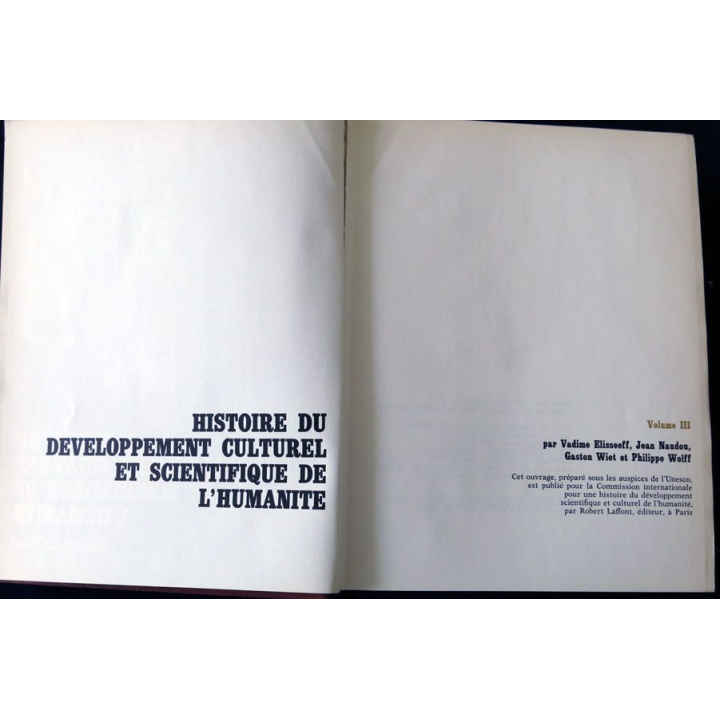 HISTOIRE DU
DEVELOPPEMENT CULTUREL
ET SCIENTIFIQUE DE
L'HUMANITE
Volume III
par Vadime Elisseeff, Jean Naudou,
Gaston Wiet et Philippe Wolff
Cet ouvrage, préparé sous les auspices de l'Unesco,
est publié pour la Commission internationale
pour une histoire du développement
scientifique et culturel de l'humanité,
par Robert Laffont, éditeur, à Paris